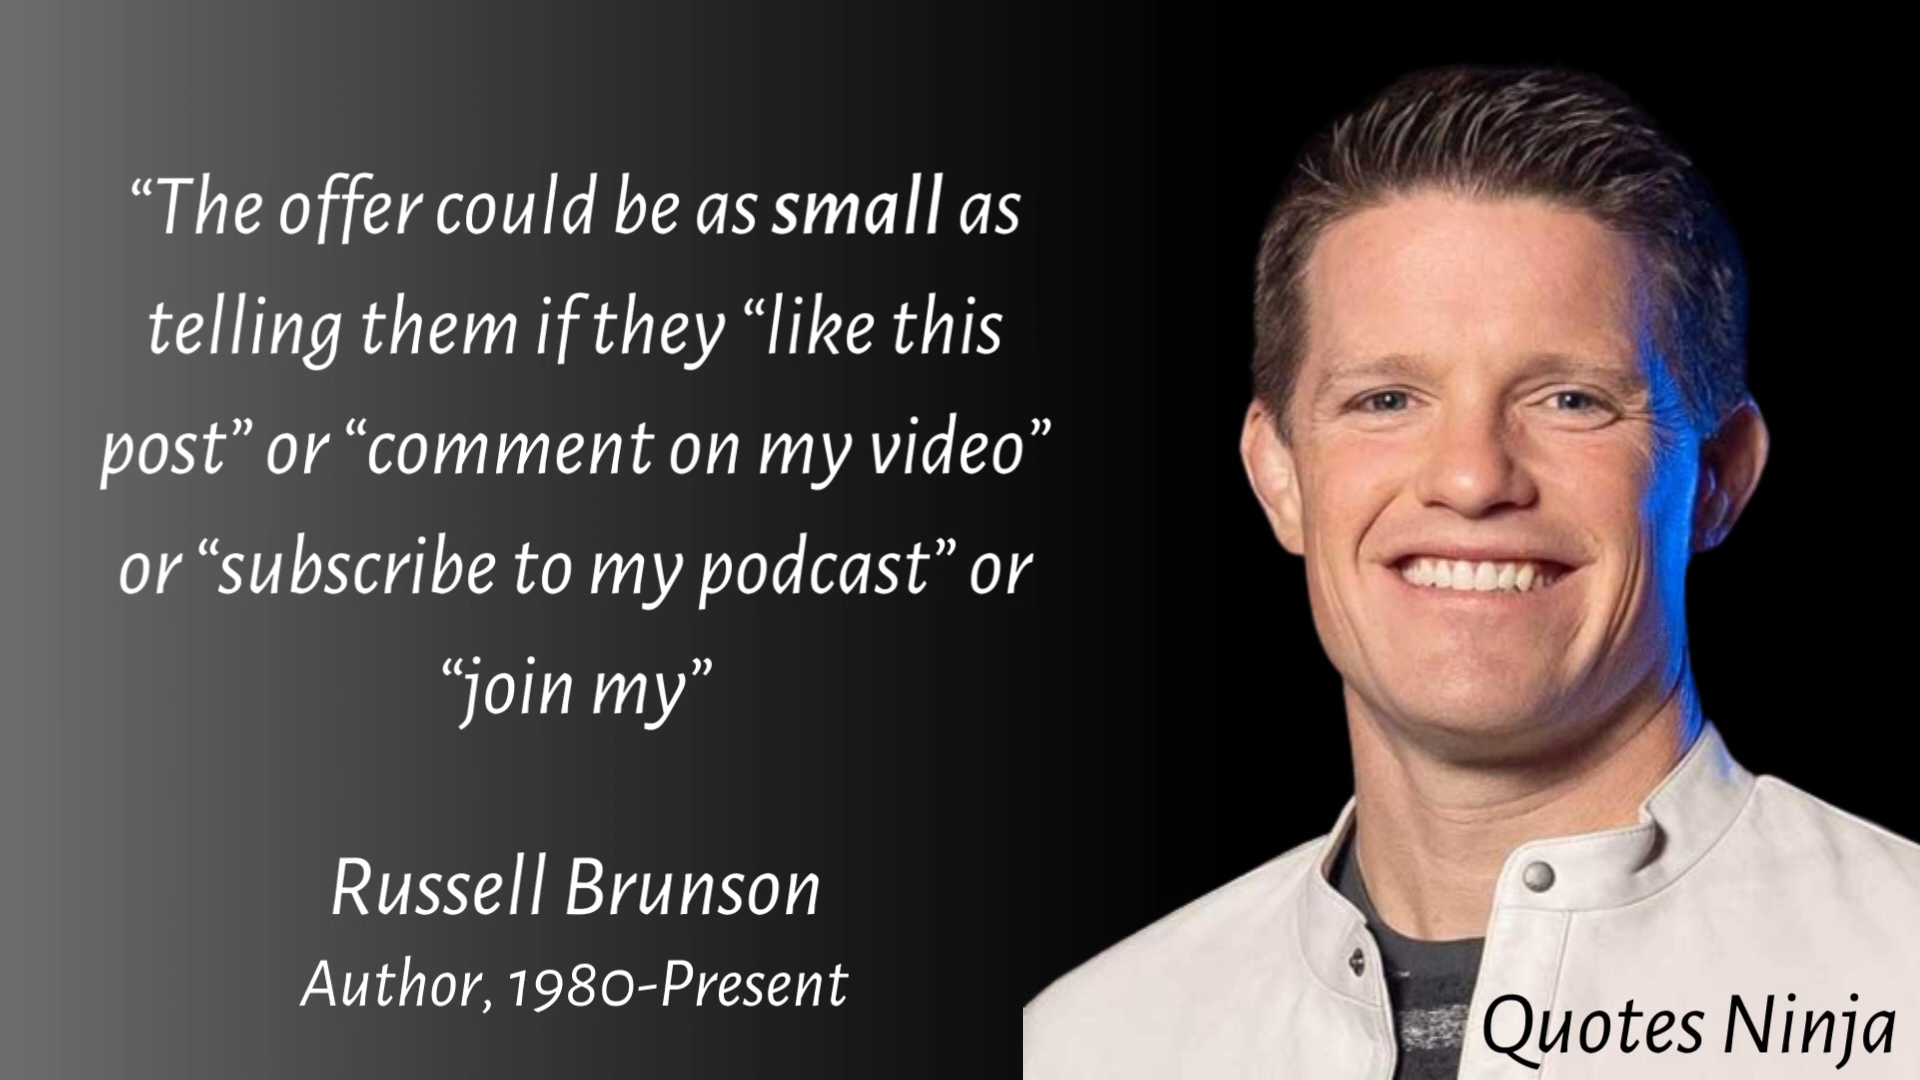 “The offer could be as small as
telling them if they “like this
post” or “comment on my video”
or “subscribe to my podcast” or
“join my”
Russell Brunson
Author, 1980-Present
Quotes Ninja